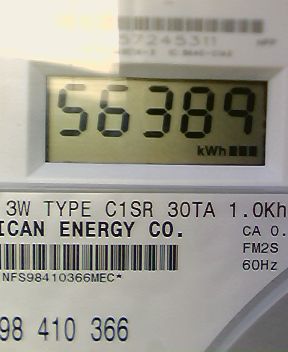 57245311
56389
kWh
3W TYPE C1SR 30TA 1.0Kh
ICAN ENERGY CO. CA 0.
FM2S
60Hz
NFS98410366MEC*
98 410 366